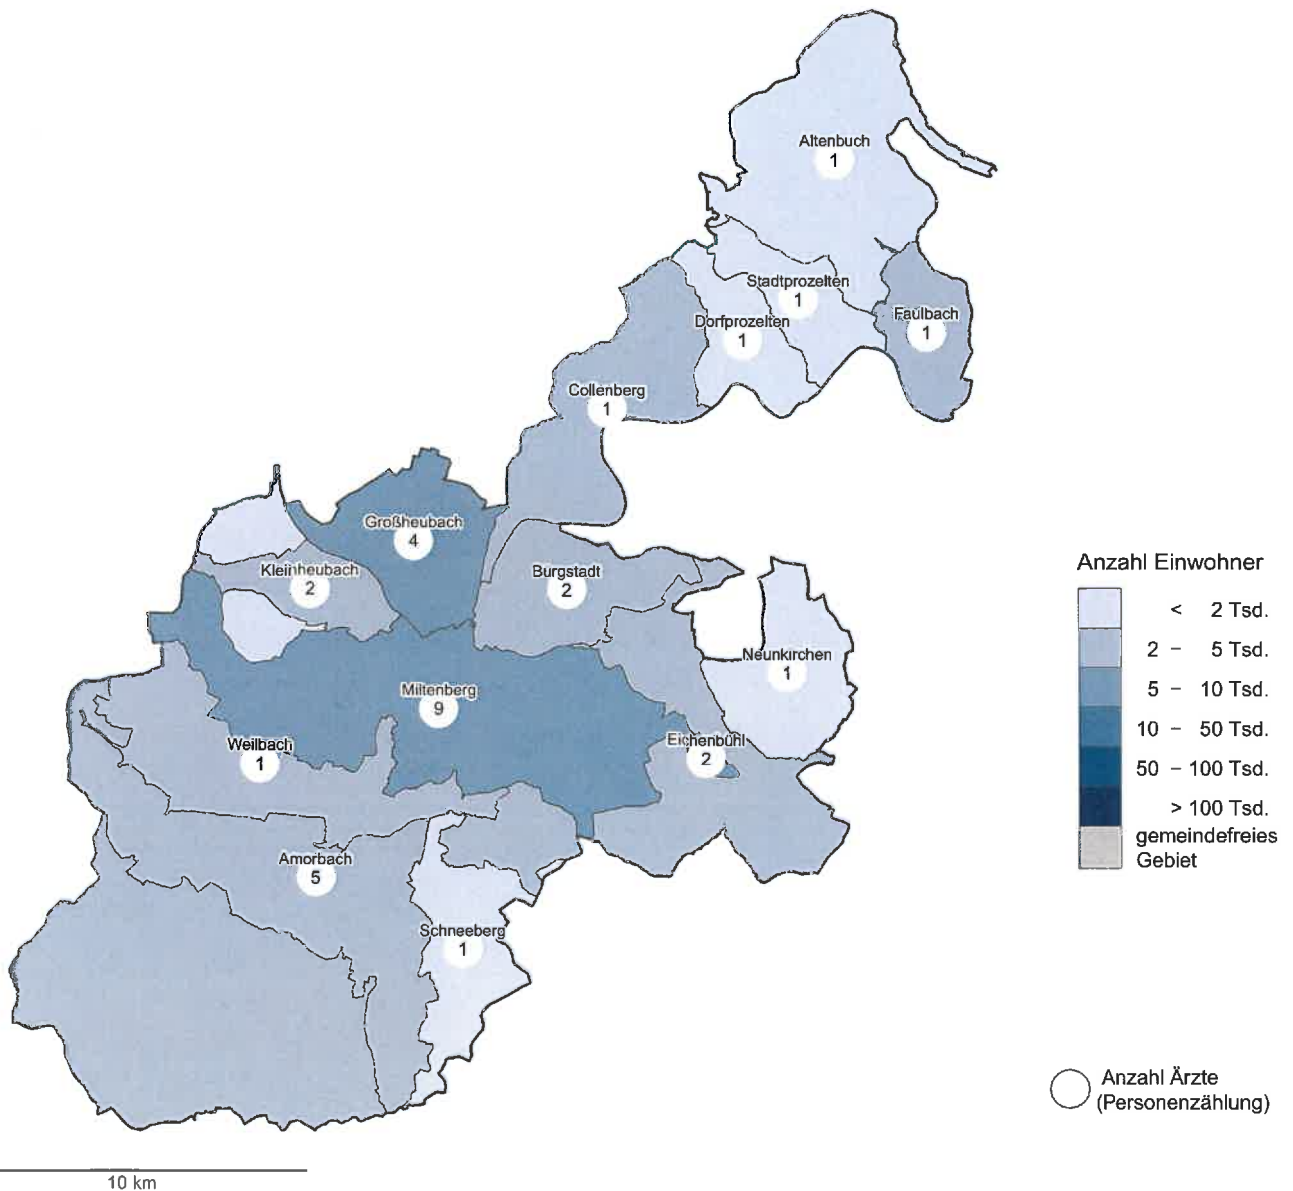 Altenbuch
1
Stadtprozelten
1
Faulbach
1
Dorfprozelten
1
Collenberg
1
Großheubach
4
Kleinheubach
2
Burgstadt
2
Neunkirchen
1
Miltenberg
9
Eichenbühl
2
Weilbach
1
Amorbach
5
Schneeberg
1
Anzahl Einwohner
< 2 Tsd.
2 – 5 Tsd.
5 – 10 Tsd.
10 – 50 Tsd.
50 – 100 Tsd.
> 100 Tsd.
gemeindefreies
Gebiet
Anzahl Ärzte
(Personenzählung)
10 km